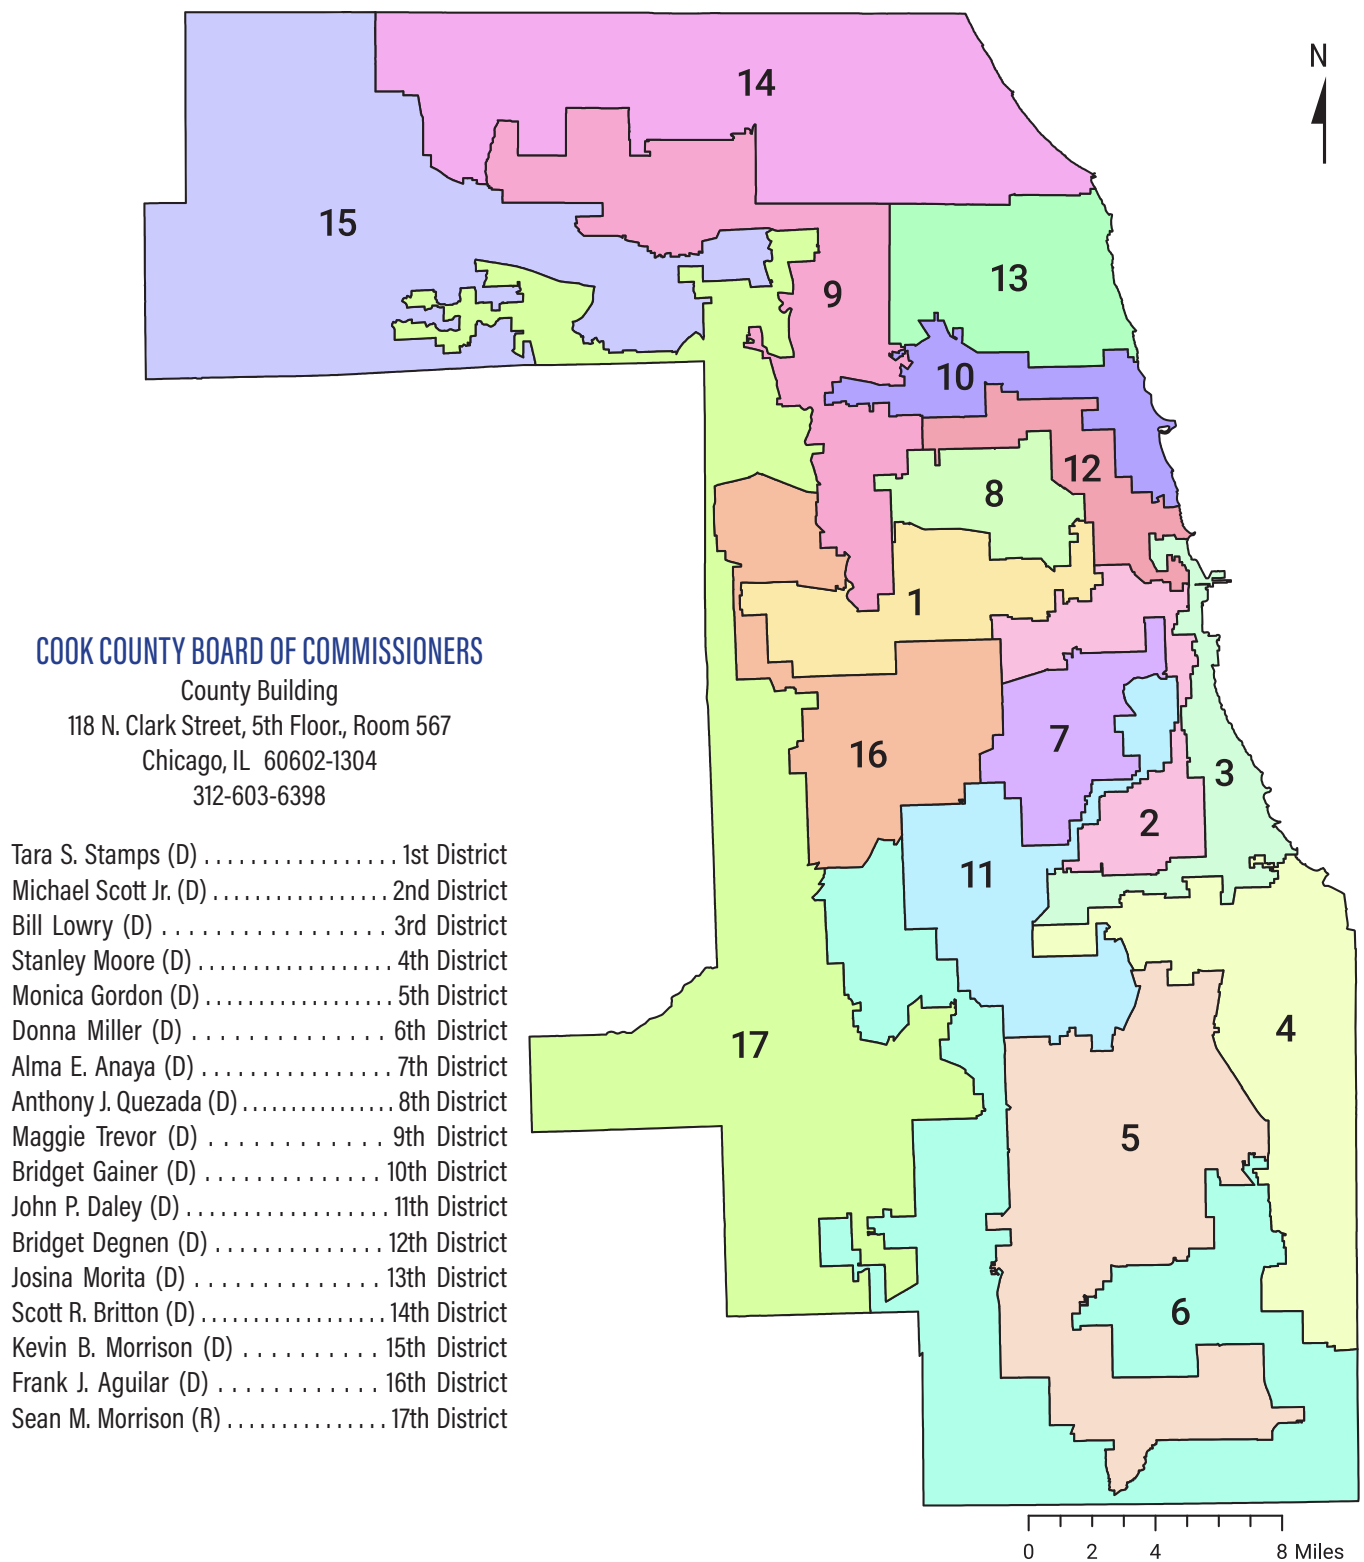 N
14
15
13
9
10
12
8
1
7
16
3
2
11
4
17
5
6
COOK COUNTY BOARD OF COMMISSIONERS
County Building
118 N. Clark Street, 5th Floor., Room 567
Chicago, IL 60602-1304
312-603-6398
Tara S. Stamps (D) . . . . . . . . . . . . . . . . . 1st District
Michael Scott Jr. (D) . . . . . . . . . . . . . . . . 2nd District
Bill Lowry (D) . . . . . . . . . . . . . . . . . . 3rd District
Stanley Moore (D) . . . . . . . . . . . . . . . . . 4th District
Monica Gordon (D) . . . . . . . . . . . . . . . . . 5th District
Donna Miller (D) . . . . . . . . . . . . . . . 6th District
Alma E. Anaya (D) . . . . . . . . . . . . . . . . 7th District
Anthony J. Quezada (D) . . . . . . . . . . . . . . 8th District
Maggie Trevor (D) . . . . . . . . . . . . 9th District
Bridget Gainer (D) . . . . . . . . . . . . . . . 10th District
John P. Daley (D) . . . . . . . . . . . . . . . . . . 11th District
Bridget Degnen (D) . . . . . . . . . . . . . . 12th District
Josina Morita (D) . . . . . . . . . . . . . . 13th District
Scott R. Britton (D) . . . . . . . . . . . . . . . . . 14th District
Kevin B. Morrison (D) . . . . . . . . . . 15th District
Frank J. Aguilar (D) . . . . . . . . . . . . 16th District
Sean M. Morrison (R) . . . . . . . . . . . . . . . 17th District
0 2 4 8 Miles